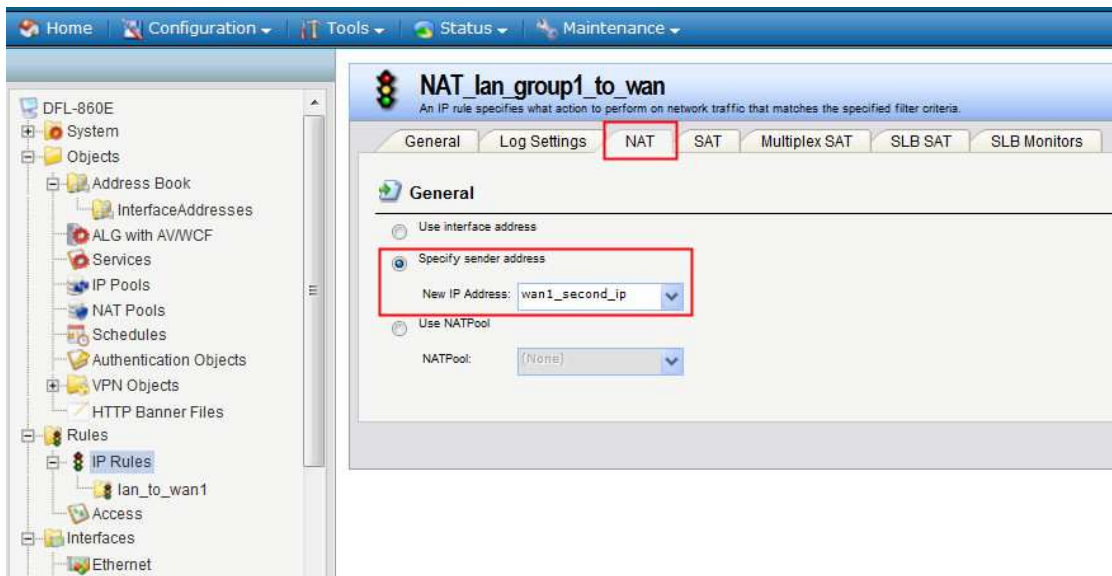 Home Configuration Tools Status Maintenance
DFL-860E
System
Objects
Address Book
InterfaceAddresses
ALG with AV/WCF
Services
IP Pools
NAT Pools
Schedules
Authentication Objects
VPN Objects
HTTP Banner Files
Rules
IP Rules
lan_to_wan1
Access
Interfaces
Ethernet
NAT_lan_group1_to_wan
An IP rule specifies what action to perform on network traffic that matches the specified filter criteria.
General Log Settings NAT SAT Multiplex SAT SLB SAT SLB Monitors
General
Use interface address
Specify sender address
New IP Address: wan1_second_ip
Use NATPool
NATPool: (None)